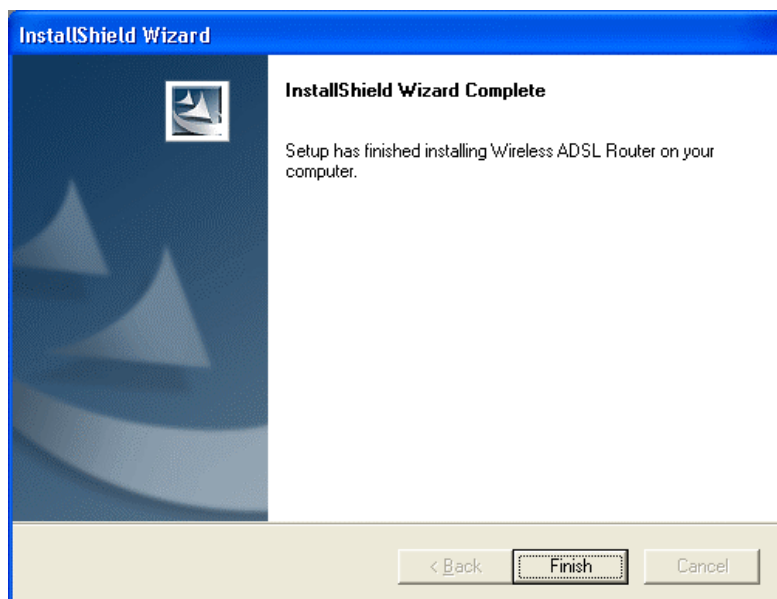 InstallShield Wizard
InstallShield Wizard Complete
Setup has finished installing Wireless ADSL Router on your
computer.
< Back
Finish
Cancel